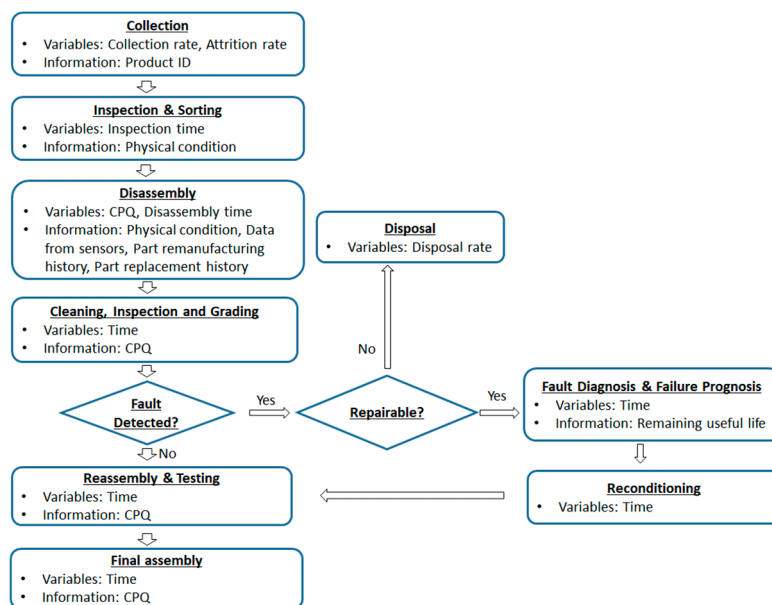 Collection
• Variables: Collection rate, Attrition rate
• Information: Product ID
Inspection & Sorting
• Variables: Inspection time
• Information: Physical condition
Disassembly
• Variables: CPQ, Disassembly time
• Information: Physical condition, Data
from sensors, Part remanufacturing
history, Part replacement history
Disposal
• Variables: Disposal rate
Cleaning, Inspection and Grading
• Variables: Time
• Information: CPQ
No
Fault
Detected?
Yes
Repairable?
Yes
Fault Diagnosis & Failure Prognosis
• Variables: Time
• Information: Remaining useful life
No
Reassembly & Testing
• Variables: Time
• Information: CPQ
Reconditioning
• Variables: Time
Final assembly
• Variables: Time
• Information: CPQ